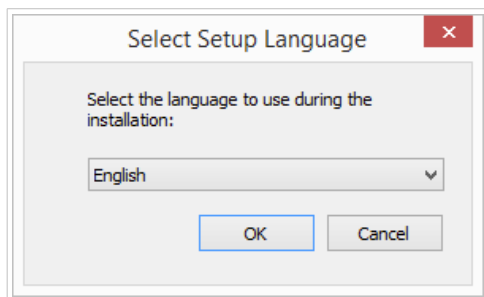 Select Setup Language
Select the language to use during the
installation:
English
OK Cancel